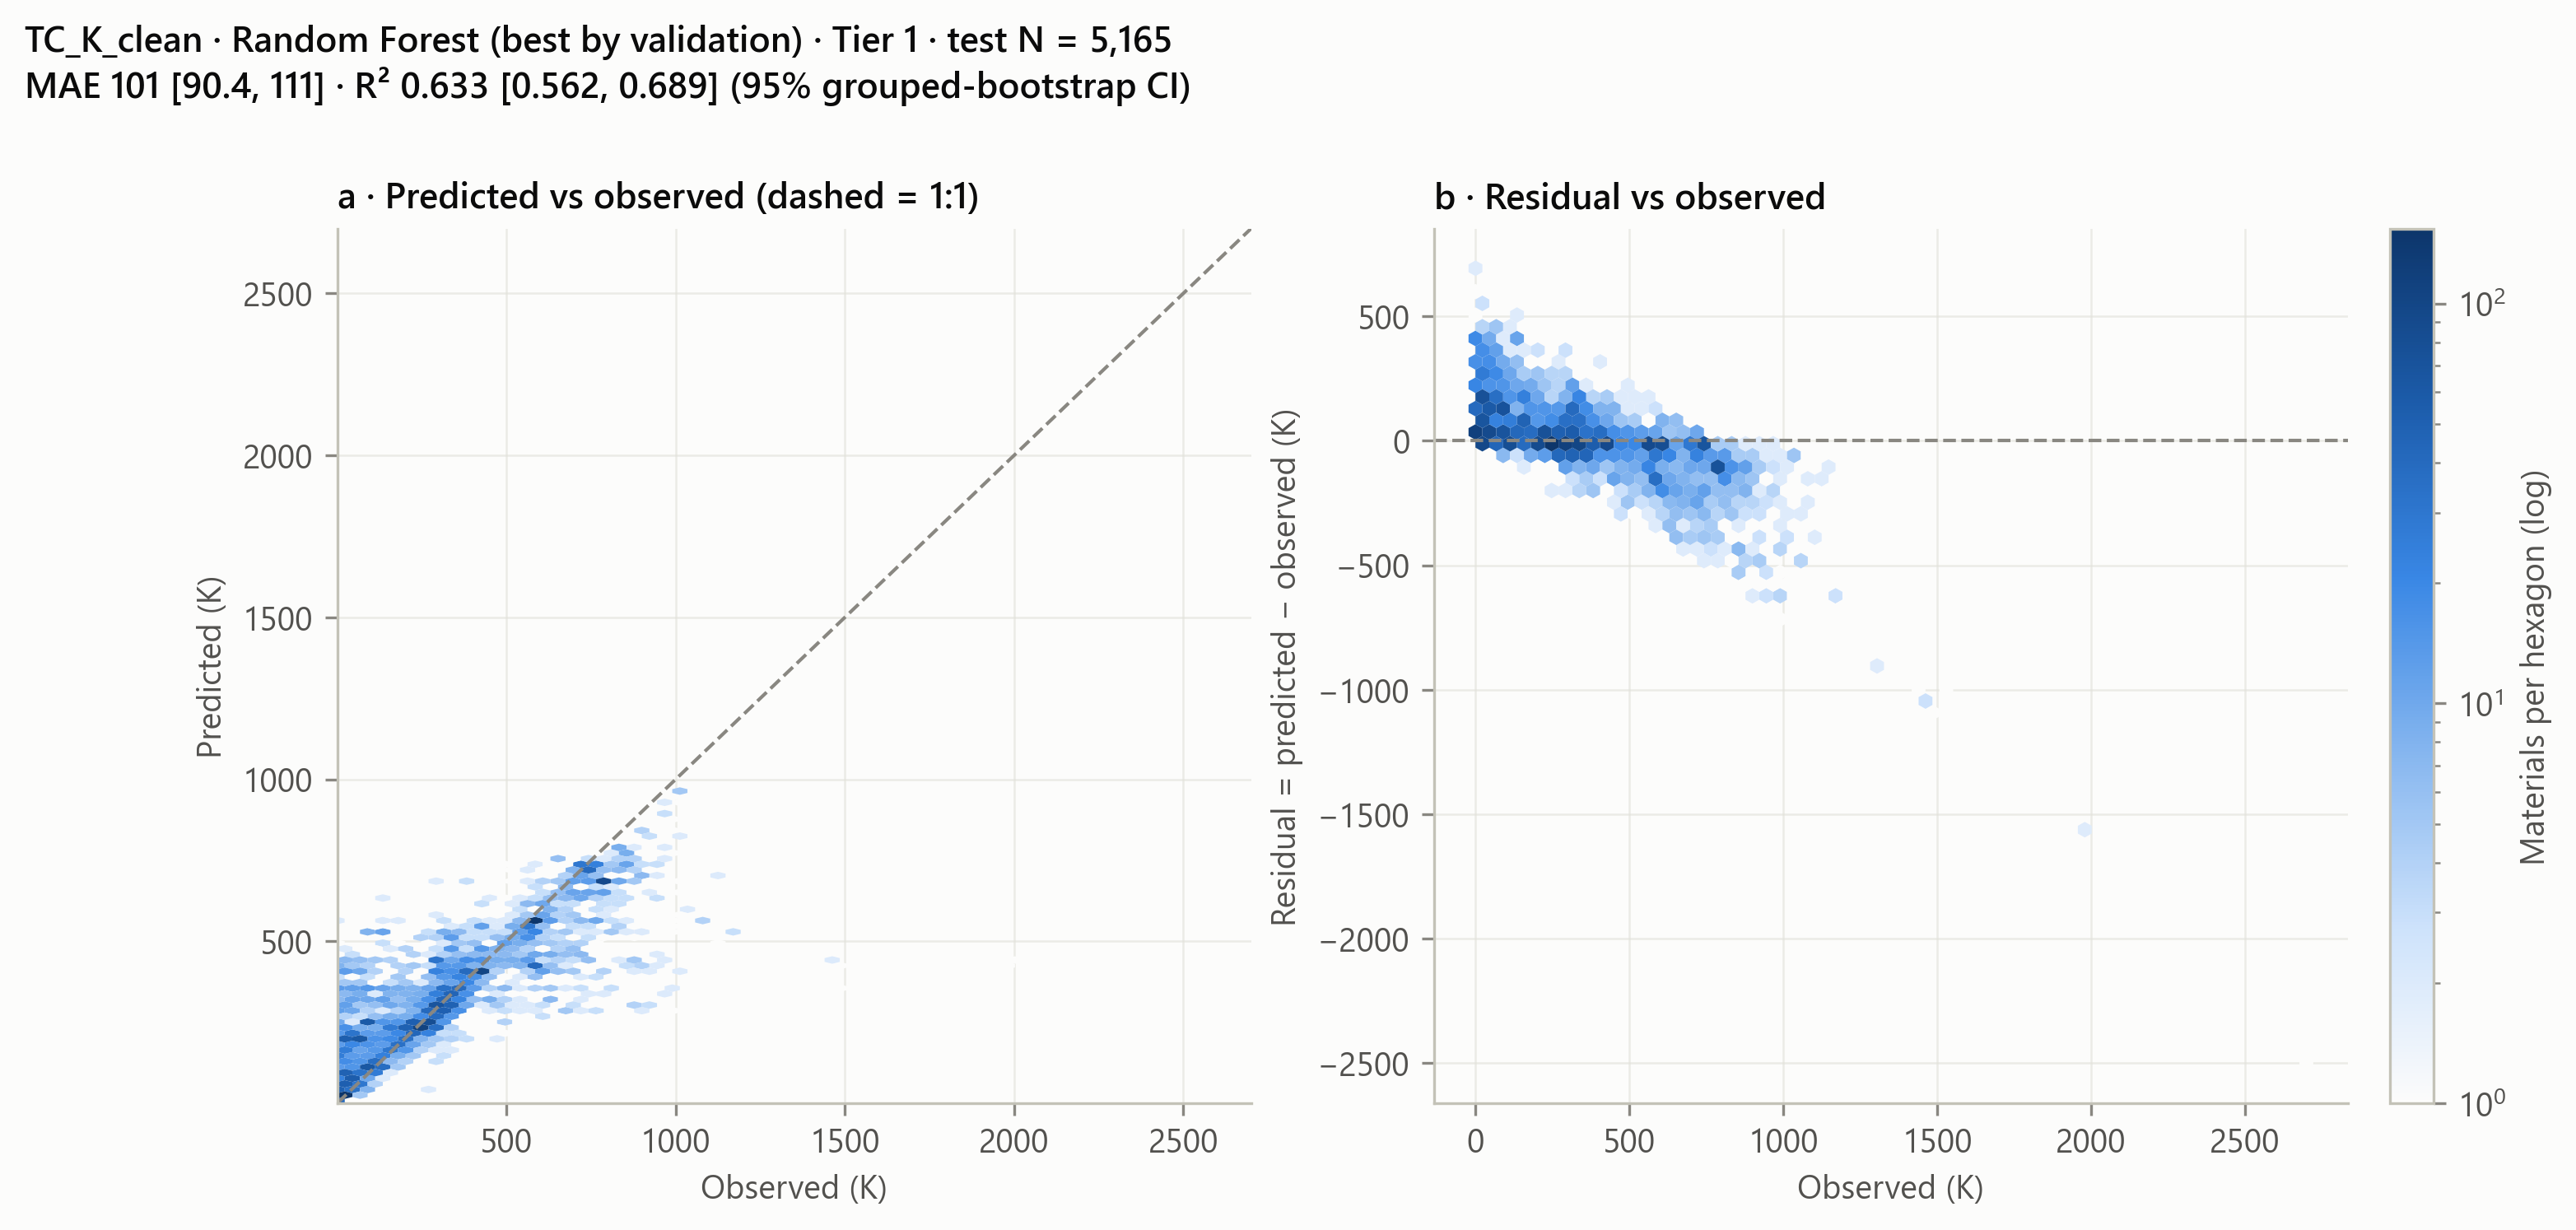 TC_K_clean · Random Forest (best by validation) · Tier 1 · test N = 5,165
MAE 101 [90.4, 111] · R² 0.633 [0.562, 0.689] (95% grouped-bootstrap CI)
a · Predicted vs observed (dashed = 1:1)
2500
2000
1500
1000
500
Predicted (K)
500
1000
1500
2000
2500
Observed (K)
b · Residual vs observed
500
0
−500
−1000
−1500
−2000
−2500
Residual = predicted − observed (K)
0
500
1000
1500
2000
2500
Observed (K)
10²
10¹
10⁰
Materials per hexagon (log)